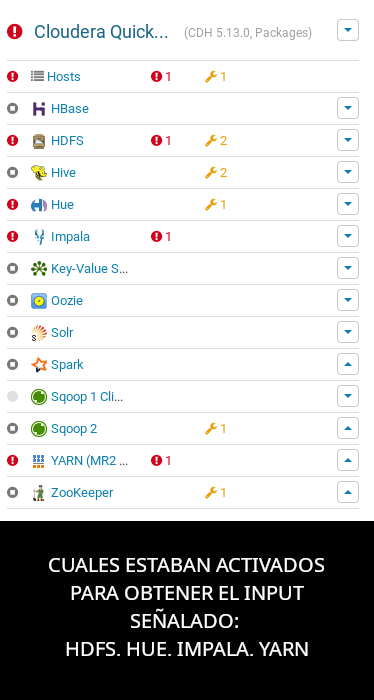 Cloudera Quick... (CDH 5.13.0, Packages)
Hosts 1 1
HBase
HDFS 1 2
Hive 2
Hue 1
Impala 1
Key-Value S...
Oozie
Solr
Spark
Sqoop 1 Cli...
Sqoop 2 1
YARN (MR2 ... 1
ZooKeeper 1
CUALES ESTABAN ACTIVADOS
PARA OBTENER EL INPUT
SEÑALADO:
HDFS, HUE, IMPALA, YARN